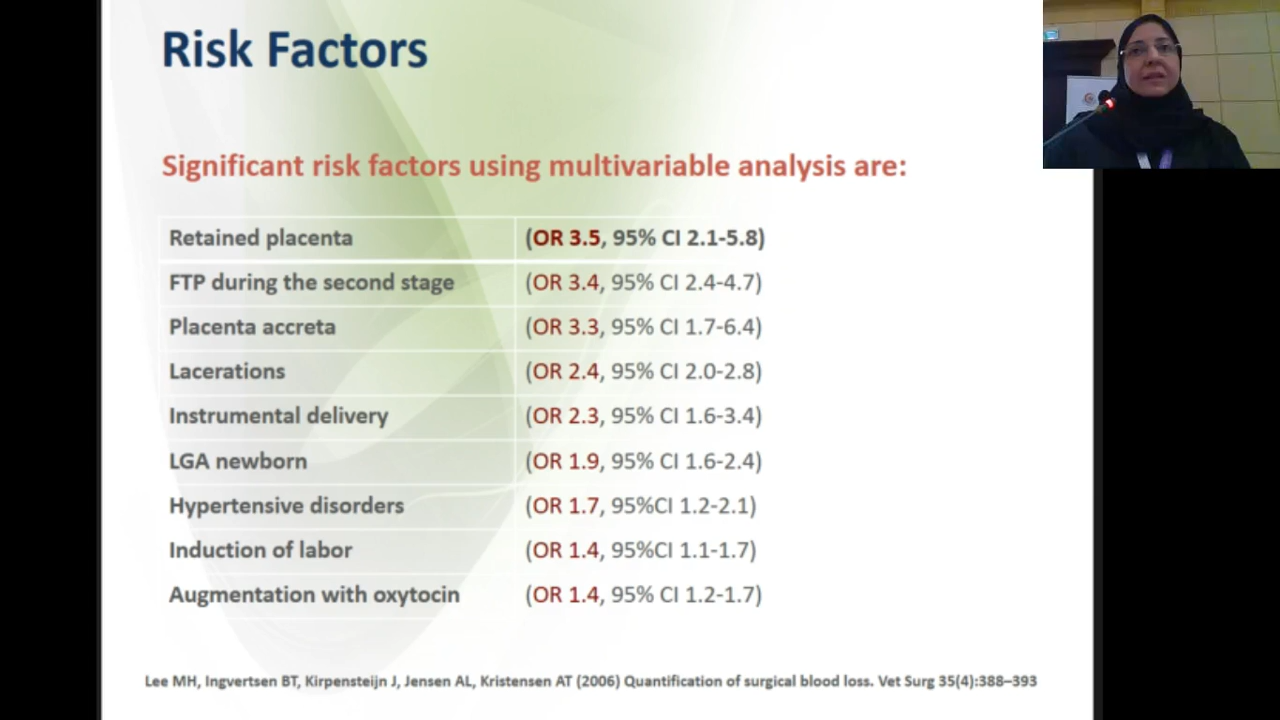 Risk Factors
Significant risk factors using multivariable analysis are:
Retained placenta (OR 3.5, 95% CI 2.1-5.8)
FTP during the second stage (OR 3.4, 95% CI 2.4-4.7)
Placenta accreta (OR 3.3, 95% CI 1.7-6.4)
Lacerations (OR 2.4, 95% CI 2.0-2.8)
Instrumental delivery (OR 2.3, 95% CI 1.6-3.4)
LGA newborn (OR 1.9, 95% CI 1.6-2.4)
Hypertensive disorders (OR 1.7, 95%CI 1.2-2.1)
Induction of labor (OR 1.4, 95%CI 1.1-1.7)
Augmentation with oxytocin (OR 1.4, 95% CI 1.2-1.7)
Lee MH, Ingvertsen BT, Kirpensteijn J, Jensen AL, Kristensen AT (2006) Quantification of surgical blood loss. Vet Surg 35(4):388–393